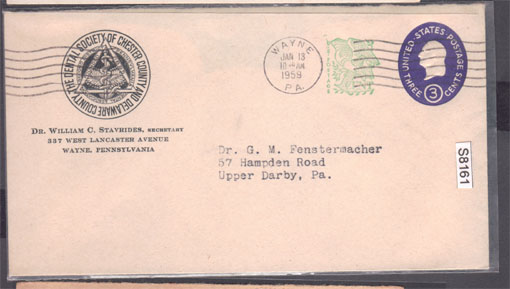 THE DENTAL SOCIETY OF CHESTER COUNTY AND DELAWARE COUNTY
DR. WILLIAM C. STAVRIDES, SECRETARY
337 WEST LANCASTER AVENUE
WAYNE, PENNSYLVANIA
WAYNE
JAN 13
1959
PA.
UNITED STATES POSTAGE
THREE 3 CENTS
Dr. G. M. Fenstermacher
57 Hampden Road
Upper Darby, Pa.
S8161